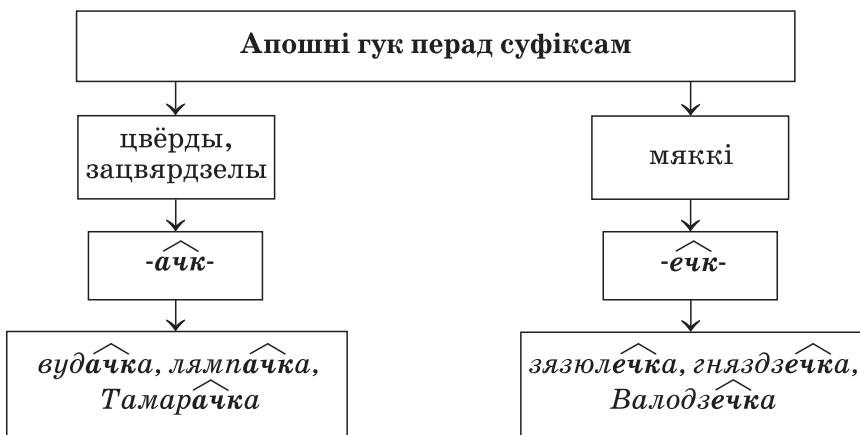 Апошні гук перад суфіксам
цвёрды,
зацвярдзелы
мяккі
-ачк-
-ечк-
вудачка, лямпачка,
Тамарачка
зязюлечка, гняздзечка,
Валодзечка